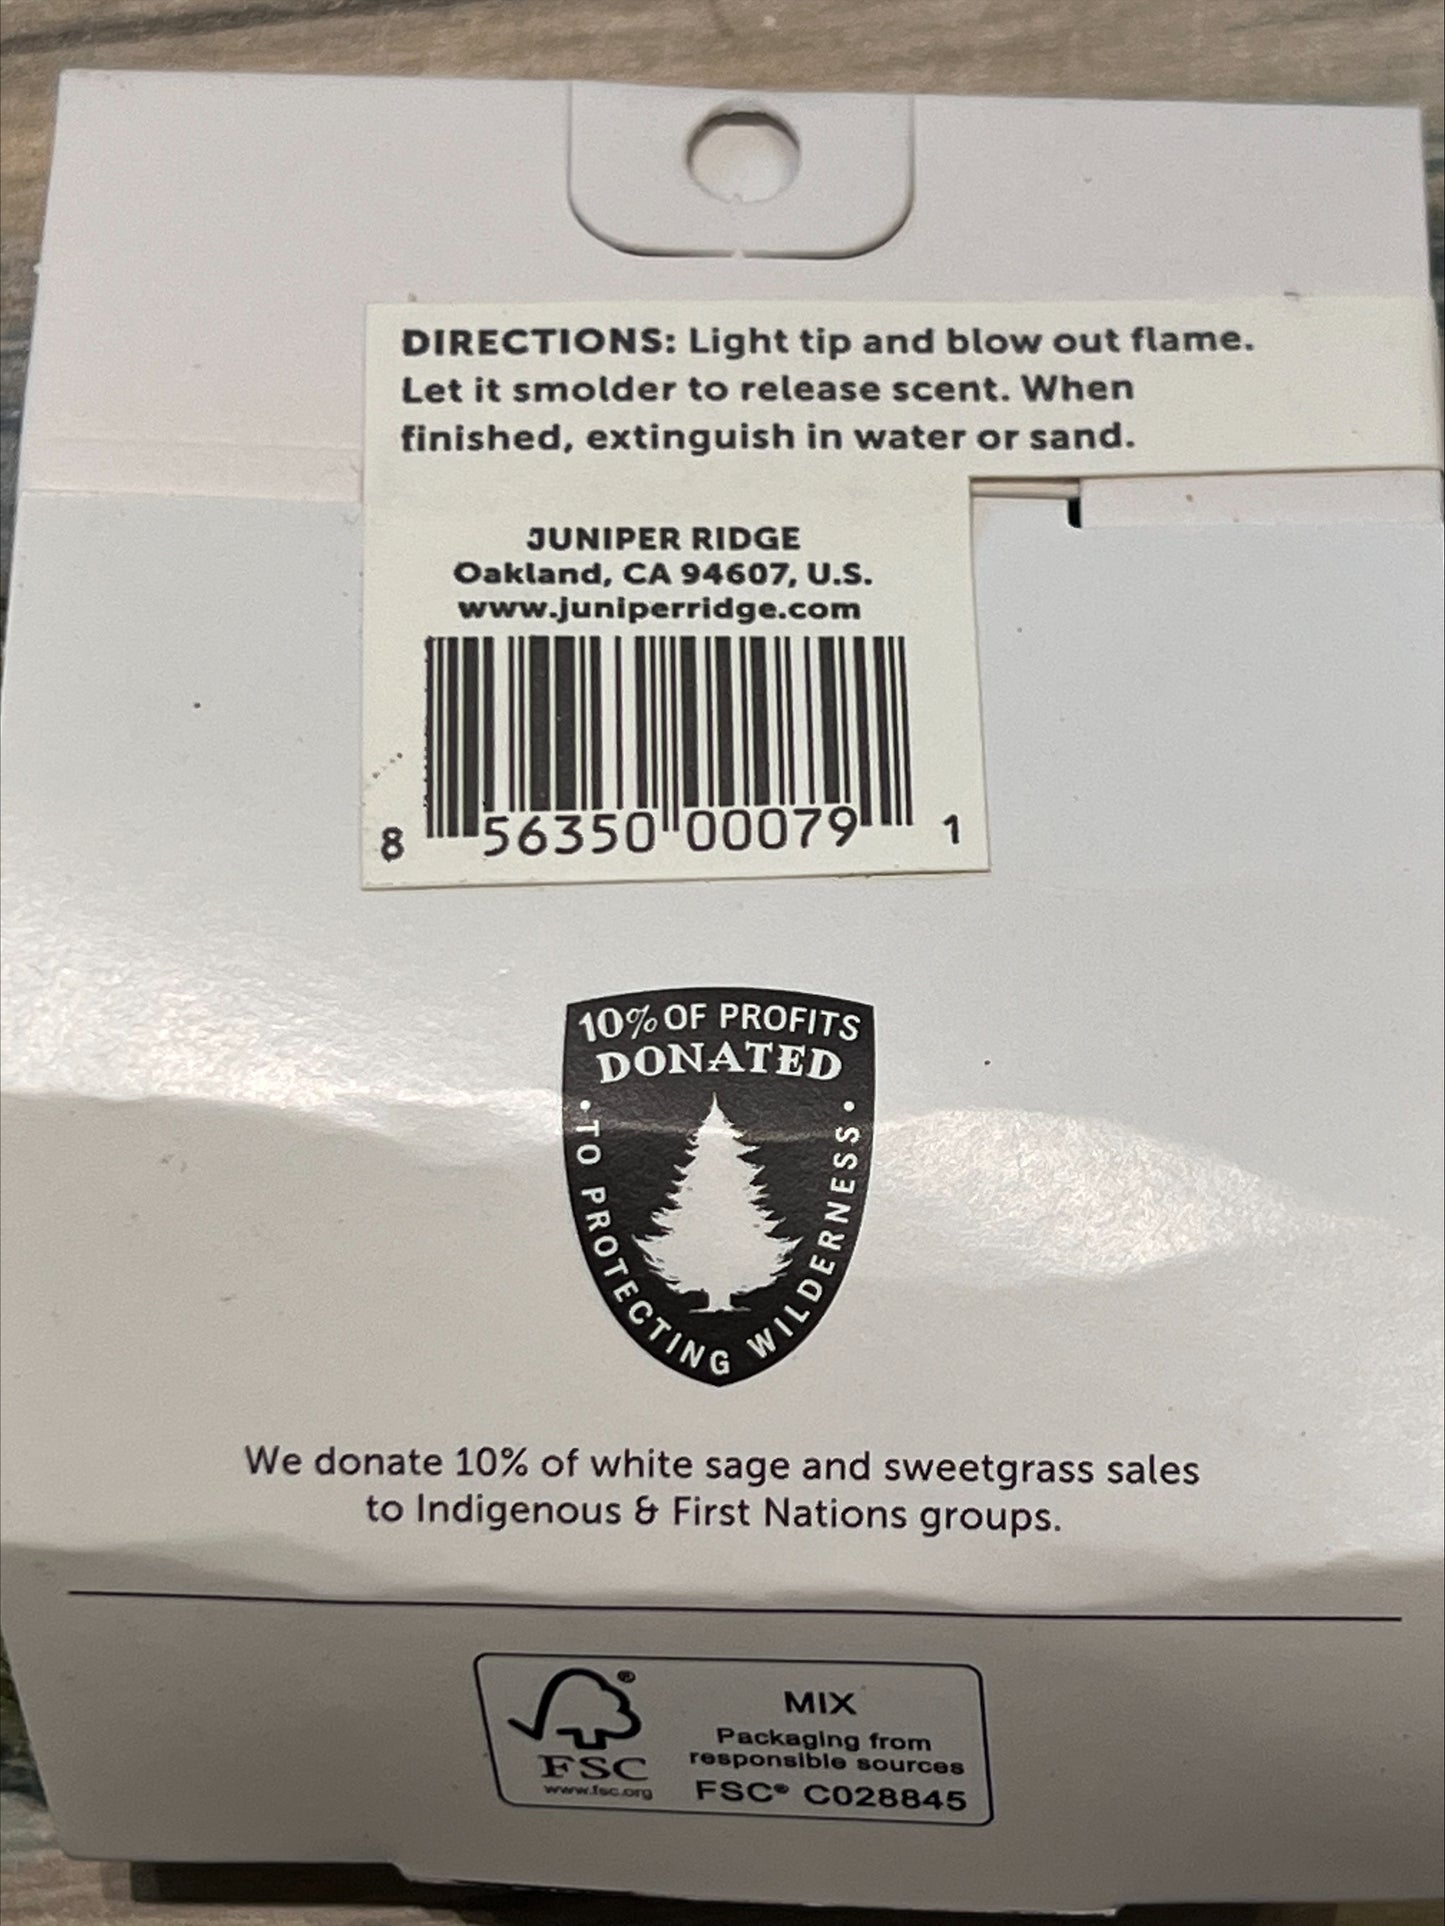 DIRECTIONS: Light tip and blow out flame.
Let it smolder to release scent. When
finished, extinguish in water or sand.
JUNIPER RIDGE
Oakland, CA 94607, U.S.
www.juniperridge.com
8 56350 00079 1
10% OF PROFITS
DONATED
• TO PROTECTING WILDERNESS •
We donate 10% of white sage and sweetgrass sales
to Indigenous & First Nations groups.
®
FSC
www.fsc.org
MIX
Packaging from
responsible sources
FSC® C028845